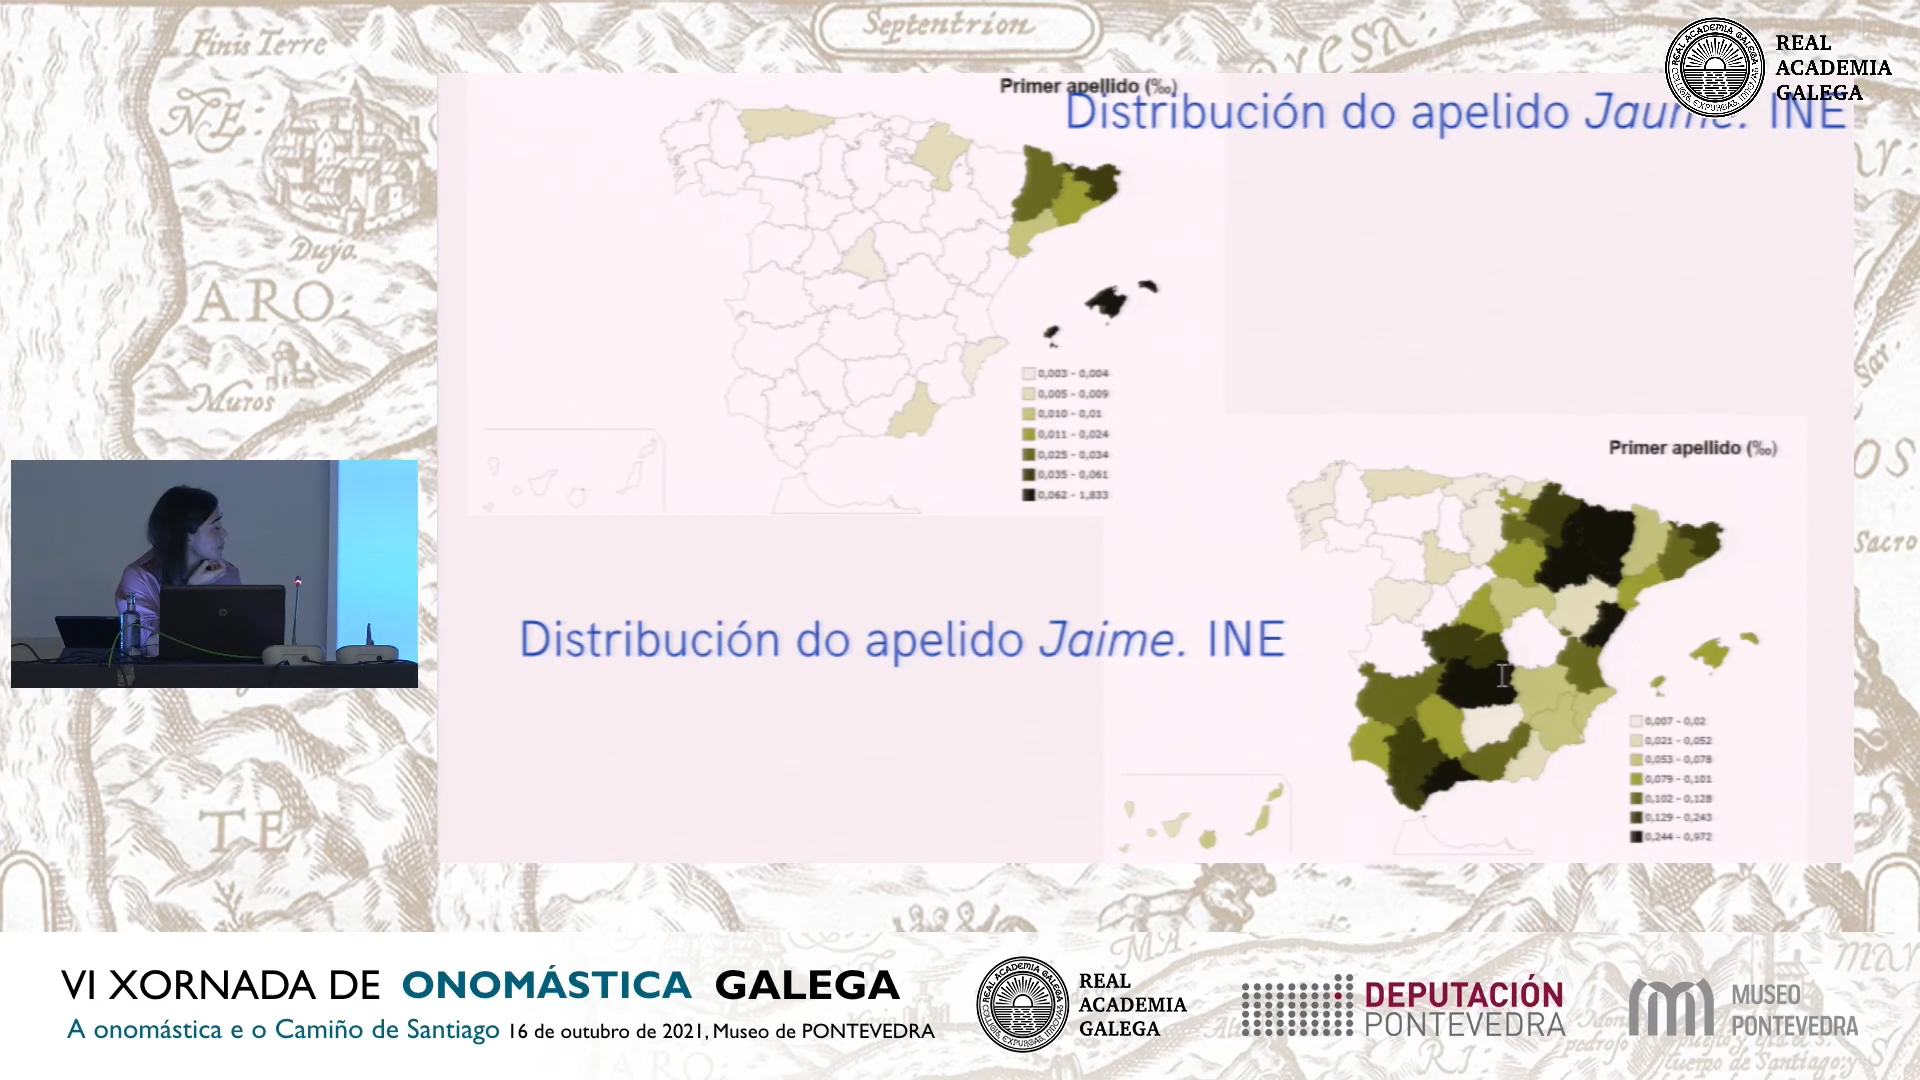 Septentrion
Finis Terre
NE
Duyo.
ARO
Muros
TE
Sacro
REAL
ACADEMIA
GALEGA
Primer apellido (‰)
Distribución do apelido Jaume. INE
0,003 - 0,004
0,005 - 0,009
0,010 - 0,01
0,011 - 0,024
0,025 - 0,034
0,035 - 0,061
0,062 - 1,833
Distribución do apelido Jaime. INE
Primer apellido (‰)
0,007 - 0,02
0,021 - 0,052
0,053 - 0,078
0,079 - 0,101
0,102 - 0,128
0,129 - 0,243
0,244 - 0,972
VI XORNADA DE ONOMÁSTICA GALEGA
A onomástica e o Camiño de Santiago 16 de outubro de 2021, Museo de PONTEVEDRA
REAL
ACADEMIA
GALEGA
DEPUTACIÓN
PONTEVEDRA
MUSEO
PONTEVEDRA